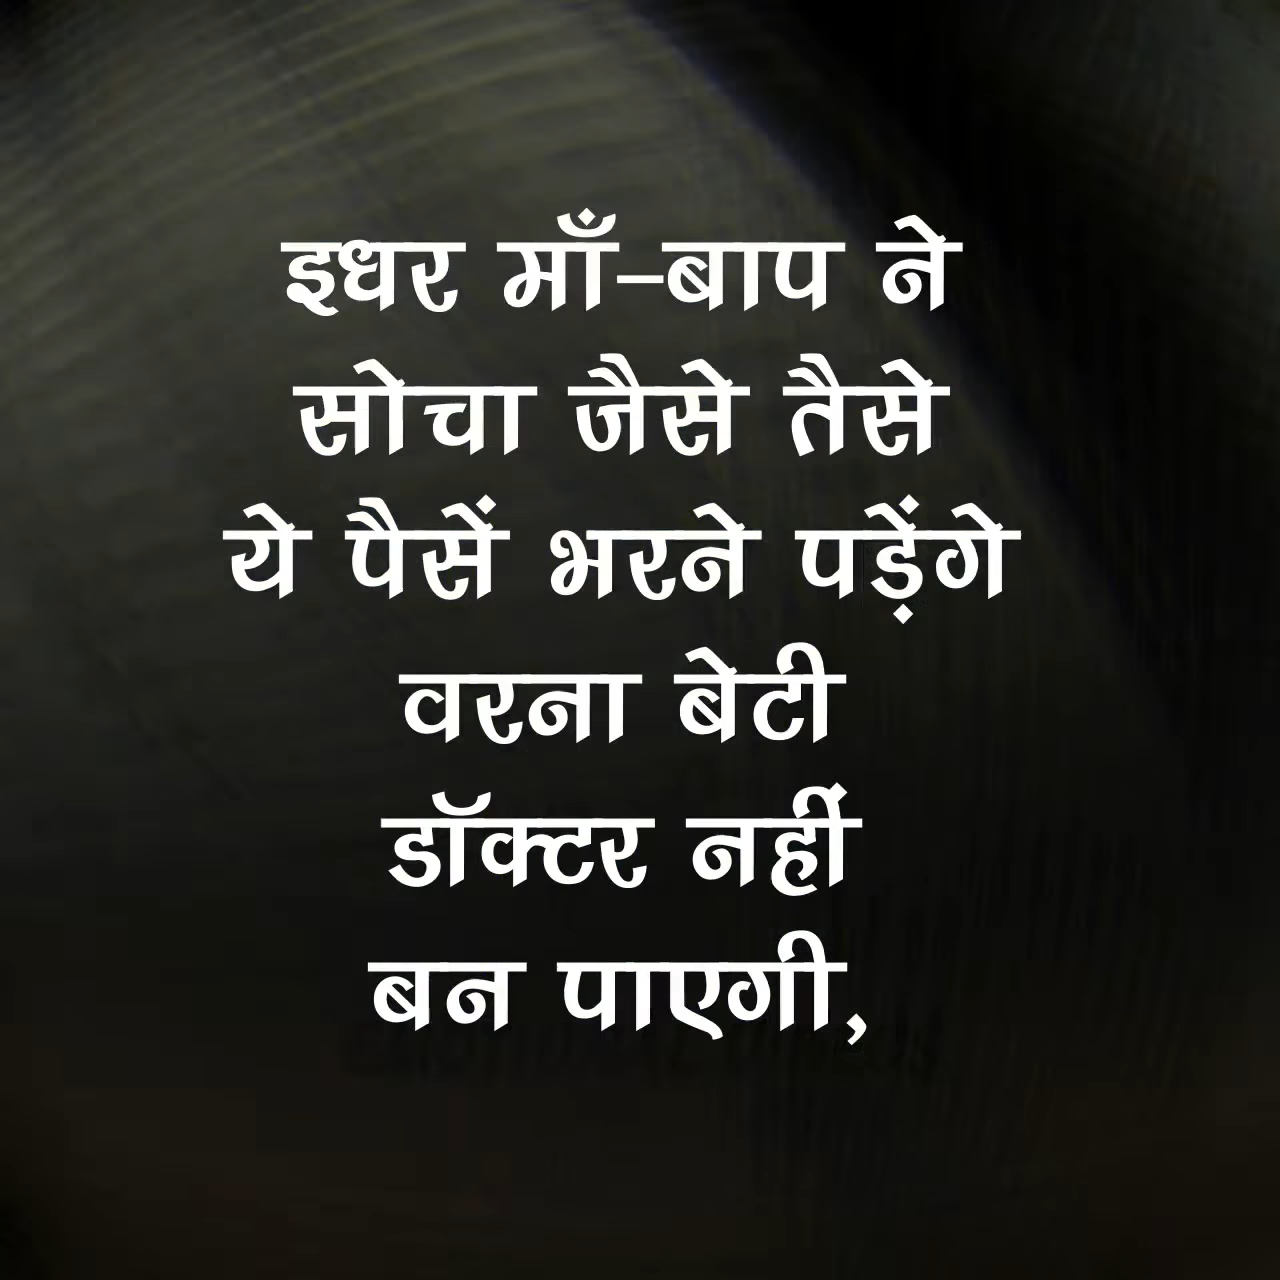 इधर माँ-बाप ने
सोचा जैसे तैसे
ये पैसें भरने पड़ेंगे
वरना बेटी
डॉक्टर नहीं
बन पाएगी,